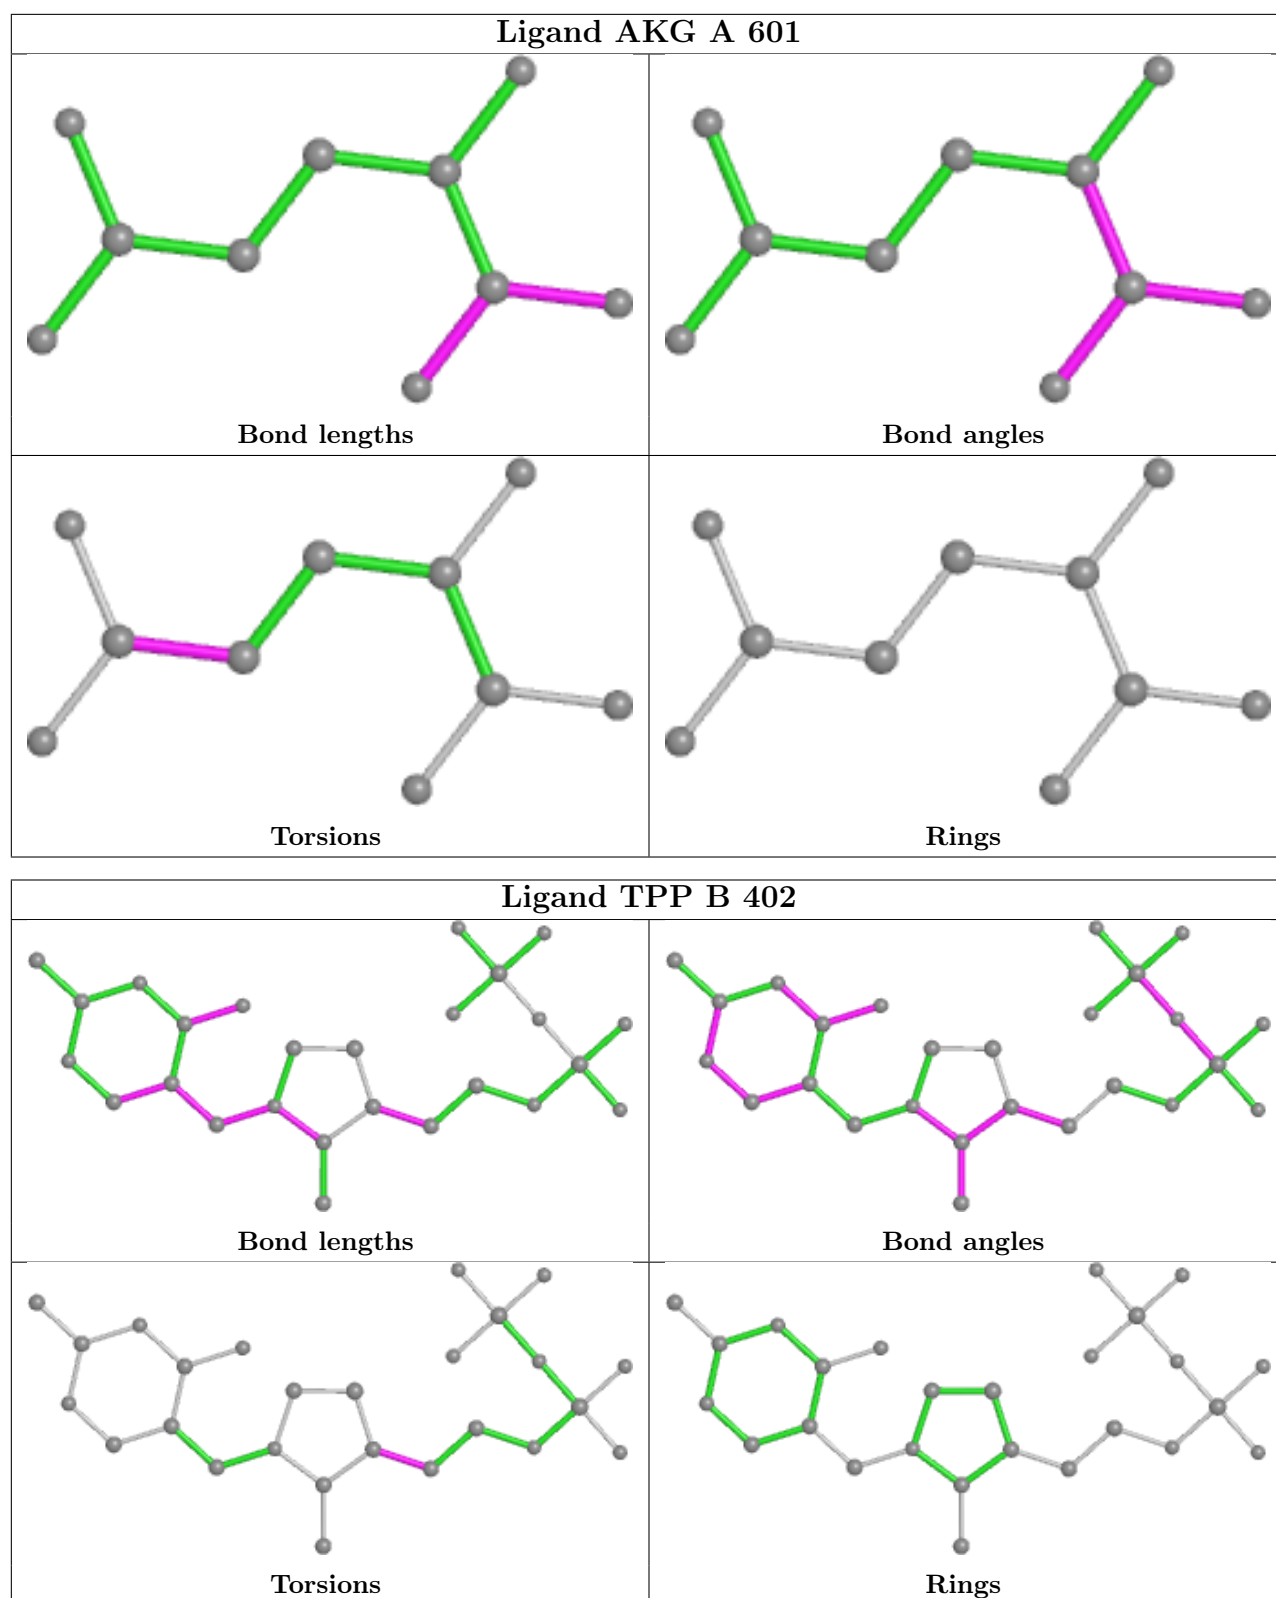 Ligand AKG A 601
Bond lengths
Bond angles
Torsions
Rings
Ligand TPP B 402
Bond lengths
Bond angles
Torsions
Rings